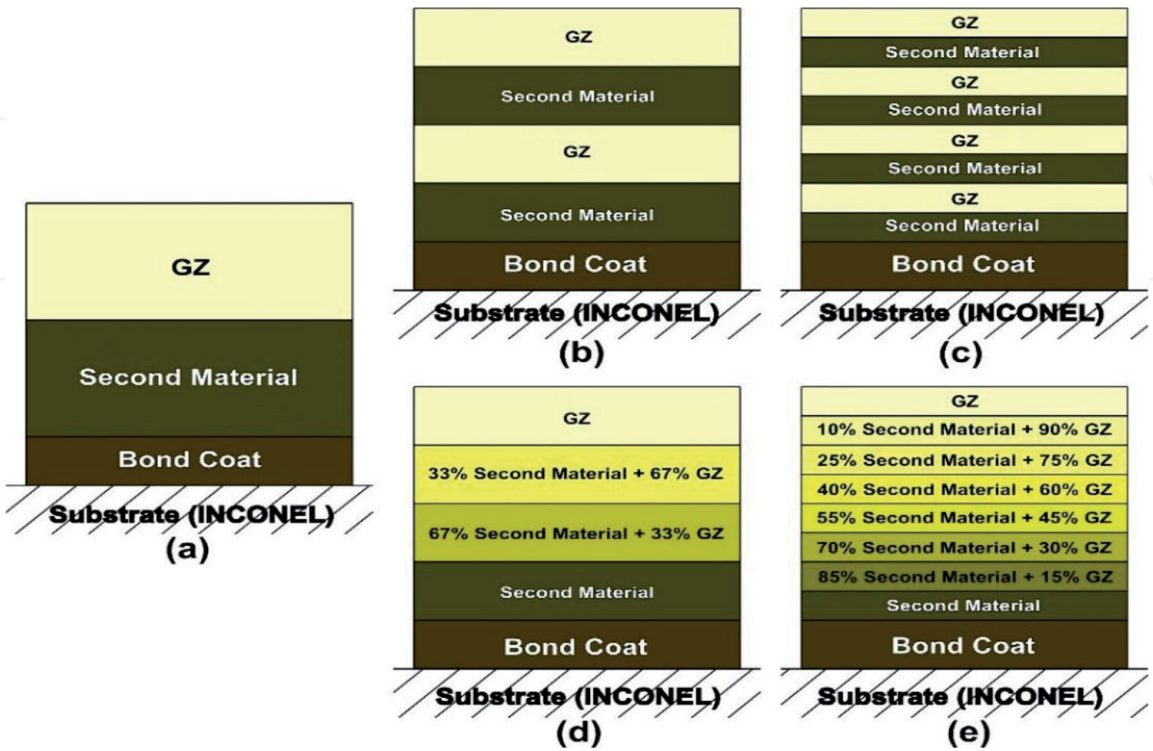 GZ
Second Material
Bond Coat
Substrate (INCONEL)
(a)
GZ
Second Material
GZ
Second Material
Bond Coat
Substrate (INCONEL)
(b)
GZ
Second Material
GZ
Second Material
GZ
Second Material
GZ
Second Material
Bond Coat
Substrate (INCONEL)
(c)
GZ
33% Second Material + 67% GZ
67% Second Material + 33% GZ
Second Material
Bond Coat
Substrate (INCONEL)
(d)
GZ
10% Second Material + 90% GZ
25% Second Material + 75% GZ
40% Second Material + 60% GZ
55% Second Material + 45% GZ
70% Second Material + 30% GZ
85% Second Material + 15% GZ
Second Material
Bond Coat
Substrate (INCONEL)
(e)